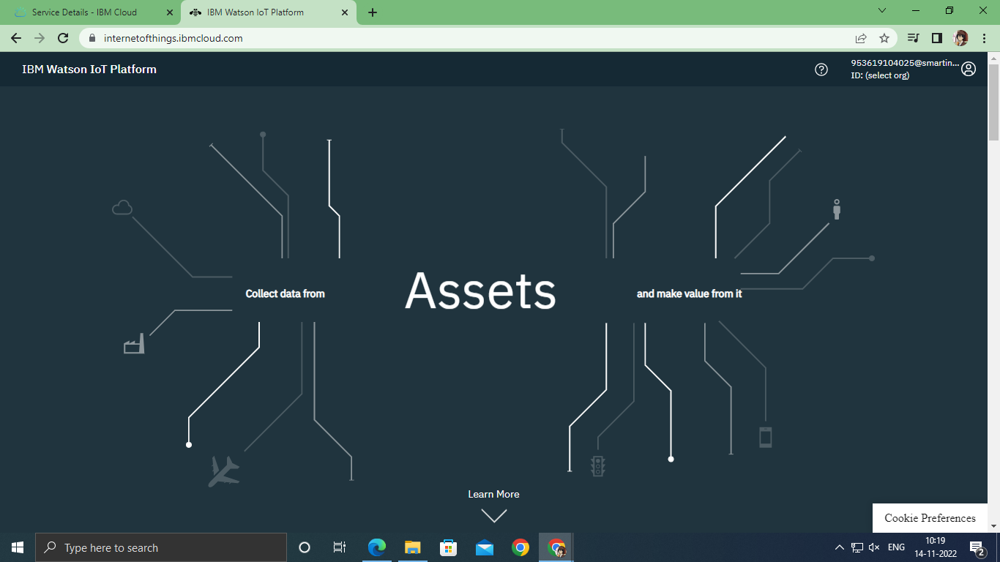 Service Details - IBM Cloud
IBM Watson IoT Platform
internetofthings.ibmcloud.com
IBM Watson IoT Platform
953619104025@smartin...
ID: (select org)
Collect data from
Assets
and make value from it
Learn More
Cookie Preferences
Type here to search
ENG
10:19
14-11-2022
2